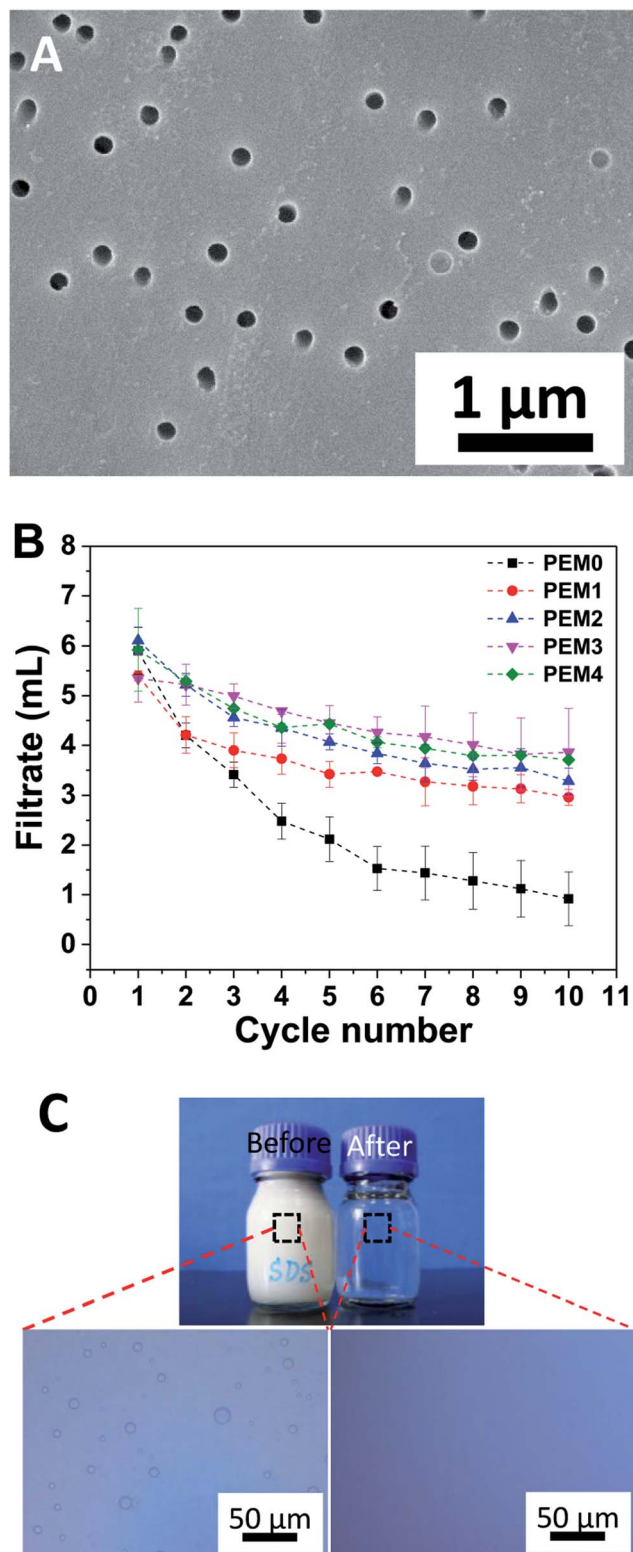 A
1 μm
B
8
7
6
5
4
3
2
1
0
Filtrate (mL)
PEM0
PEM1
PEM2
PEM3
PEM4
0 1 2 3 4 5 6 7 8 9 10 11
Cycle number
C
Before After
SDS
50 μm 50 μm